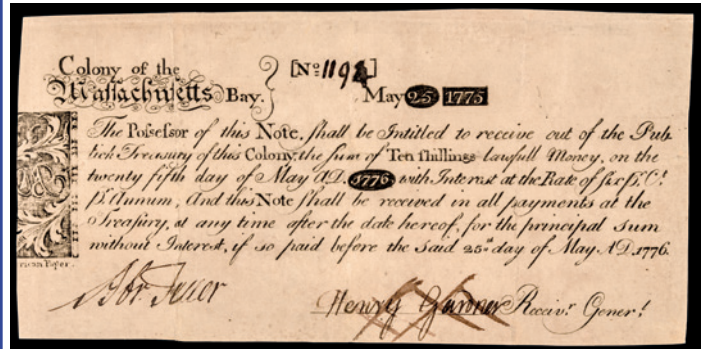 Colony of the
Massachusetts Bay.
[No. 1194]
May 25. 1775
The Possessor of this Note, shall be Intitled to receive out of the Pub
lick Treasury of this Colony, the sum of Ten shillings lawfull Money, on the
twenty fifth day of May A.D. 1776 with Interest at the Rate of six Pr. Ct.
Pr. Annum, And this Note shall be received in all payments at the
Treasury, at any time after the date hereof, for the principal sum
without Interest, if so paid before the said 25th. day of May A.D. 1776.
Henry Gardner Receivr. Generl.